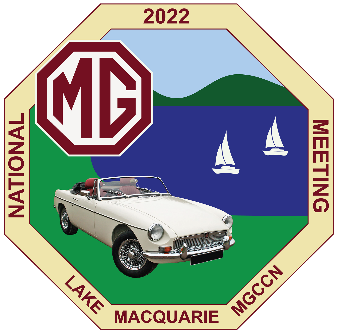 2022
MG
NATIONAL
MEETING
LAKE
MACQUARIE
MGCCN